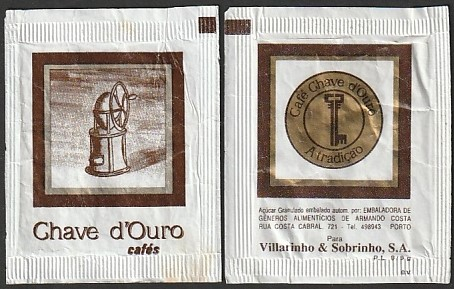 Chave d'Ouro
cafés
Café Chave d'Ouro
A tradição
Açúcar Granulado embalado autom. por: EMBALADORA DE
GÉNEROS ALIMENTÍCIOS DE ARMANDO COSTA
RUA COSTA CABRAL, 721 - Tel. 498943 PORTO
Para
Villarinho & Sobrinho, S.A.